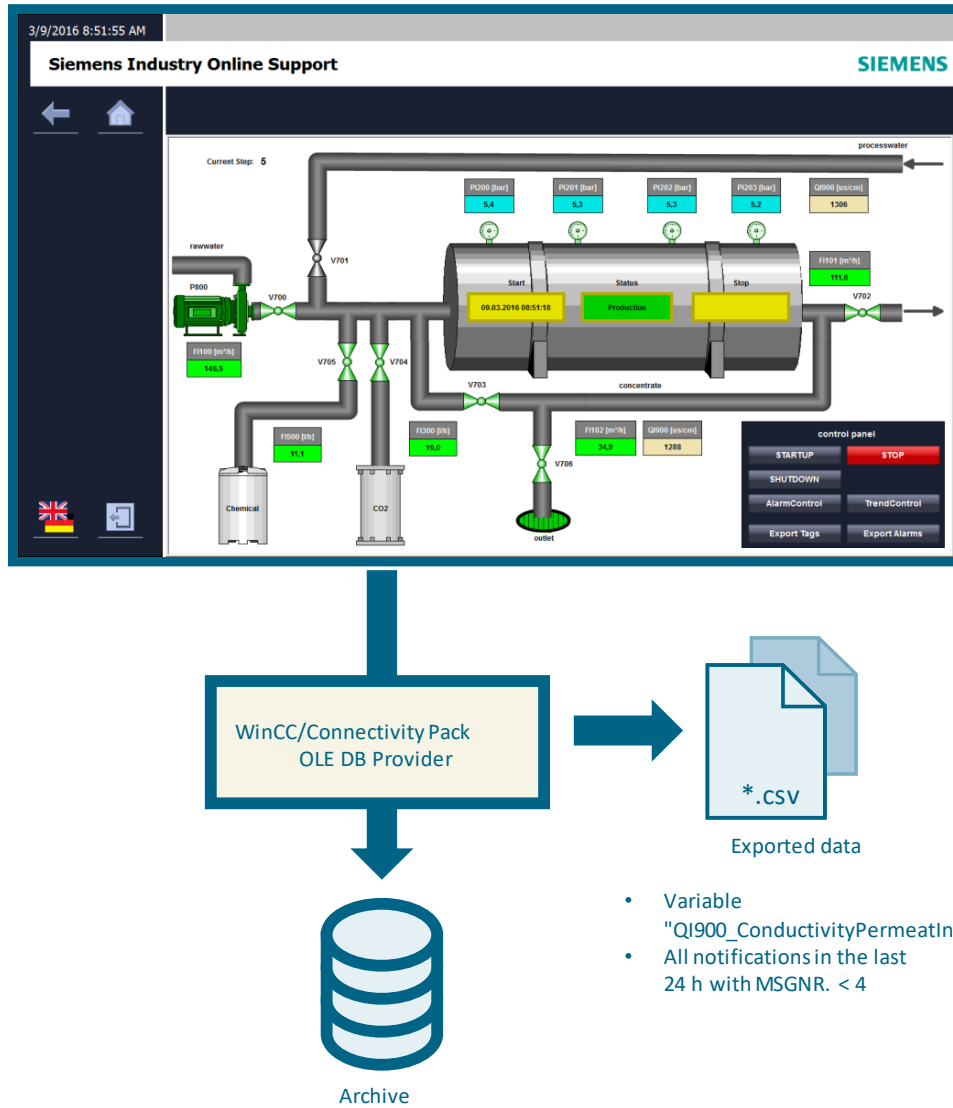 3/9/2016 8:51:55 AM
Siemens Industry Online Support
SIEMENS
processwater
Current Step: 5
PI200 [bar]
5,4
PI201 [bar]
5,3
PI202 [bar]
5,3
PI203 [bar]
5,2
QI900 [us/cm]
1306
rawwater
V701
FI101 [m³/h]
111,6
P800
V700
Start
Status
Stop
09.03.2016 08:51:18
Production
V702
FI100 [m³/h]
146,5
V705
V704
V703
concentrate
FI500 [l/h]
11,1
FI300 [l/h]
19,0
FI102 [m³/h]
34,9
QI900 [us/cm]
1288
V706
Chemical
CO2
outlet
control panel
STARTUP
STOP
SHUTDOWN
AlarmControl
TrendControl
Export Tags
Export Alarms
WinCC/Connectivity Pack
OLE DB Provider
*.csv
Exported data
• Variable
"QI900_ConductivityPermeatIn
• All notifications in the last
24 h with MSGNR. < 4
Archive